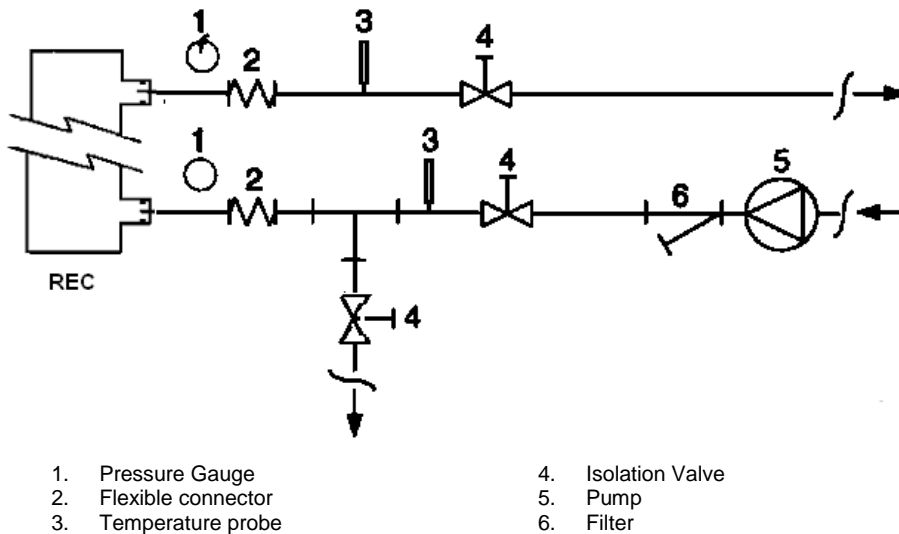 1
2
3
4
1
2
3
4
6
5
REC
4
1. Pressure Gauge
2. Flexible connector
3. Temperature probe
4. Isolation Valve
5. Pump
6. Filter